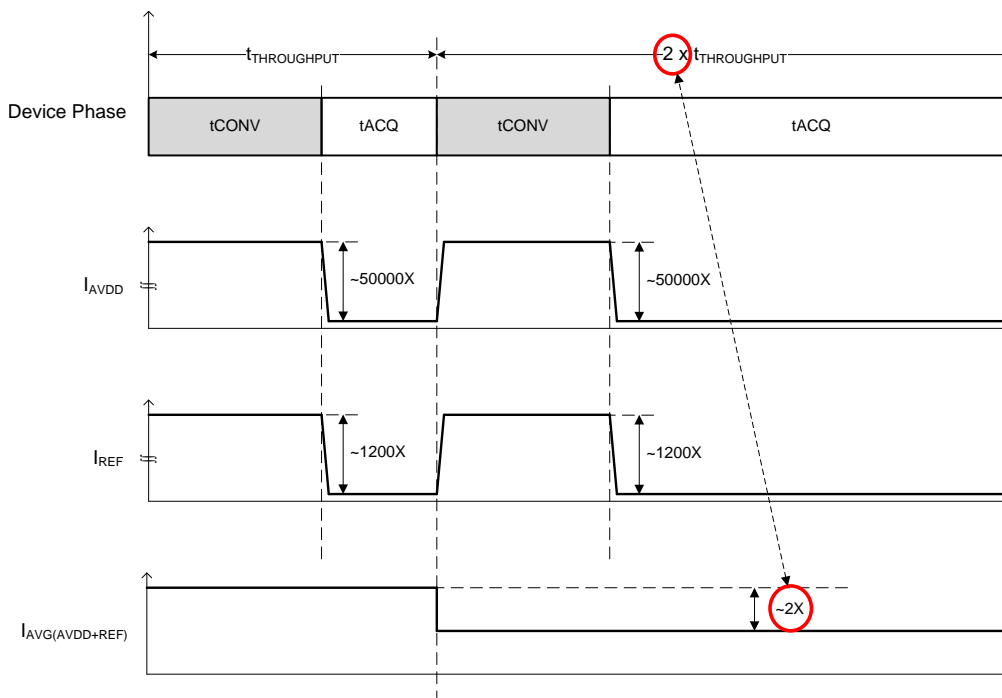 tTHROUGHPUT
2 x tTHROUGHPUT
Device Phase
tCONV
tACQ
tCONV
tACQ
IAVDD
~50000X
~50000X
IREF
~1200X
~1200X
IAVG(AVDD+REF)
~2X